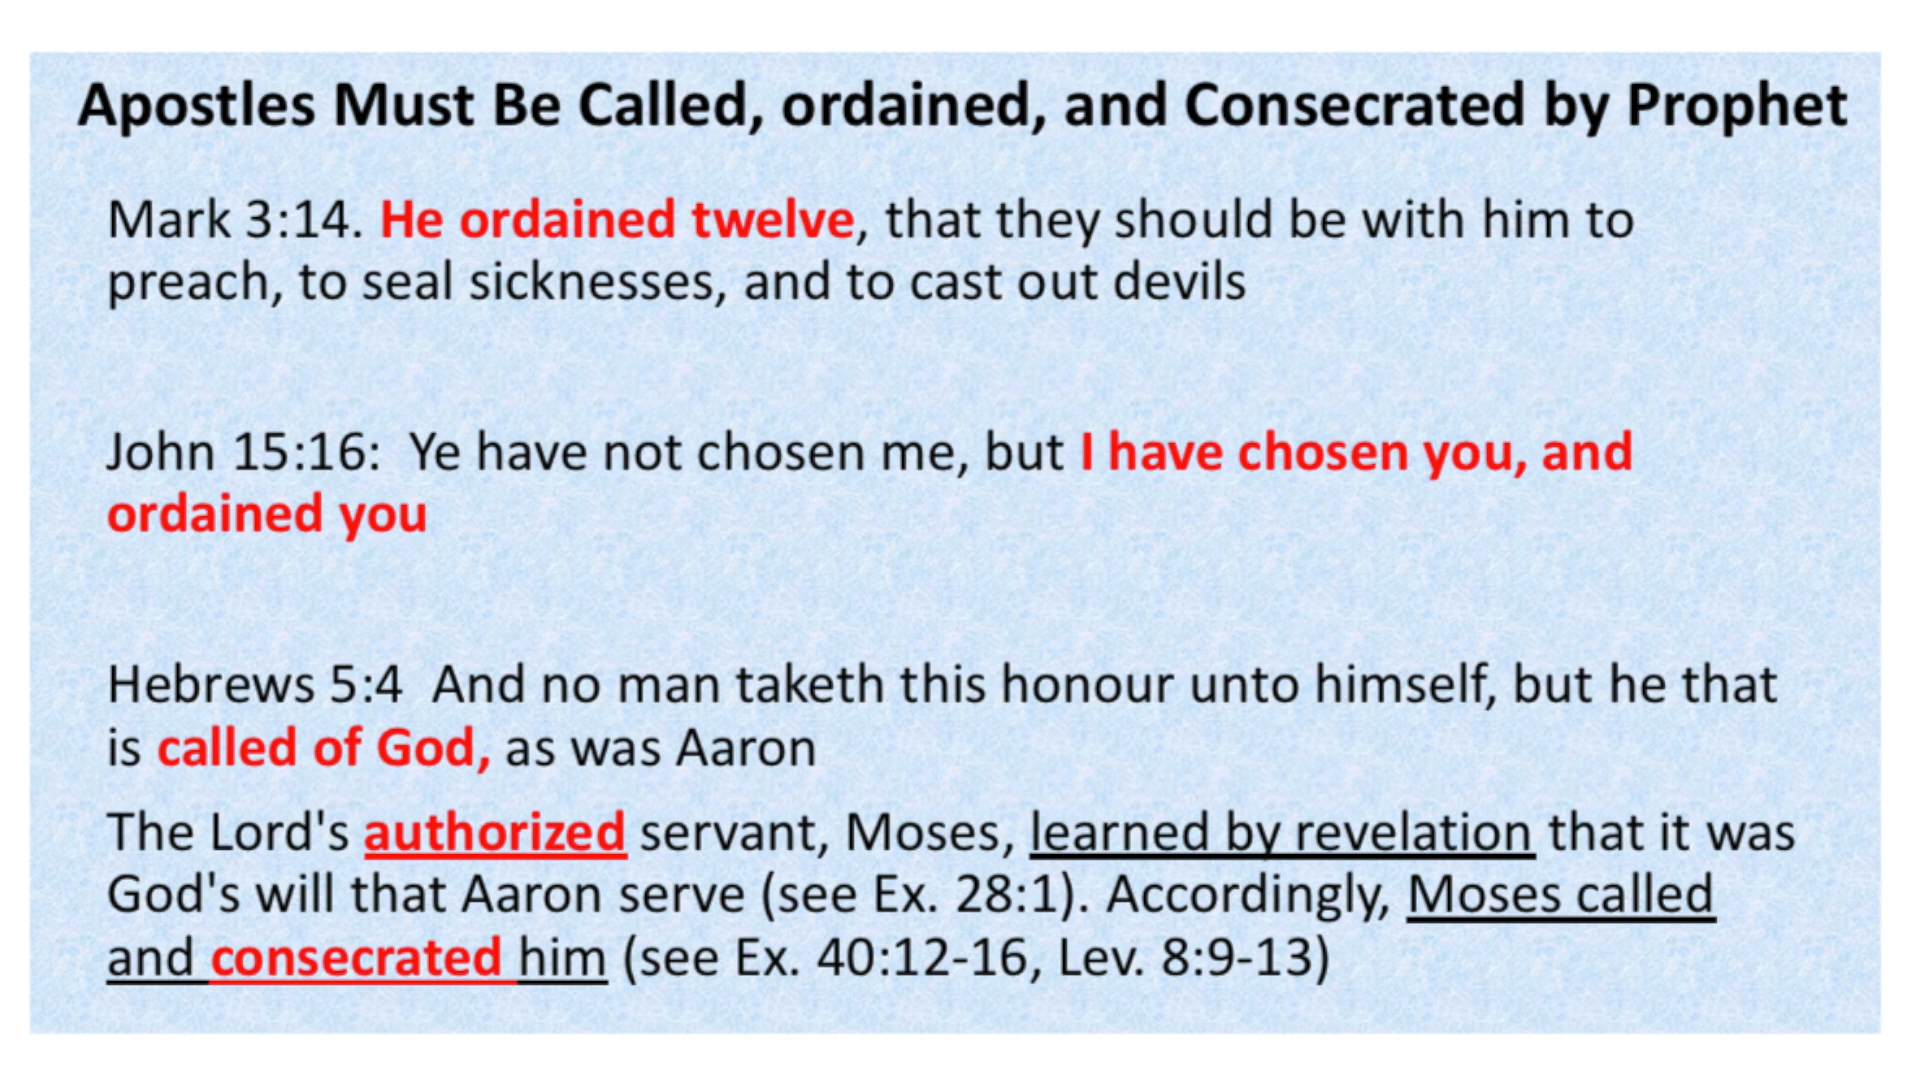 Apostles Must Be Called, ordained, and Consecrated by Prophet
Mark 3:14. He ordained twelve, that they should be with him to
preach, to seal sicknesses, and to cast out devils
John 15:16:  Ye have not chosen me, but I have chosen you, and
ordained you
Hebrews 5:4  And no man taketh this honour unto himself, but he that
is called of God, as was Aaron
The Lord's authorized servant, Moses, learned by revelation that it was
God's will that Aaron serve (see Ex. 28:1). Accordingly, Moses called
and consecrated him (see Ex. 40:12-16, Lev. 8:9-13)